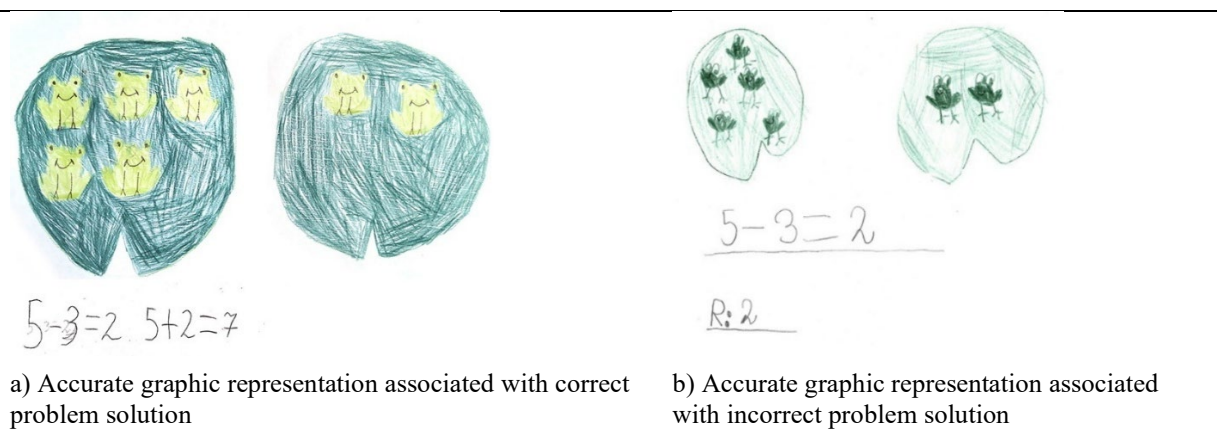 5-3=2 5+2=7
5-3=2
R: 2
a) Accurate graphic representation associated with correct
problem solution
b) Accurate graphic representation associated
with incorrect problem solution